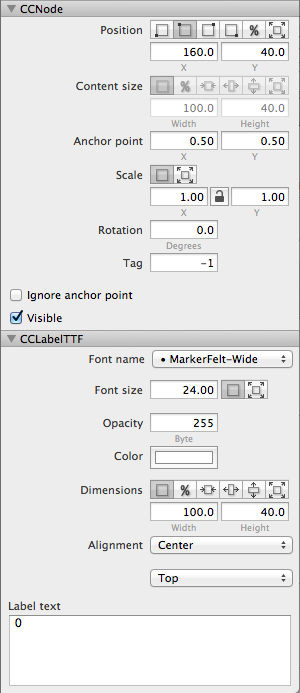 CCNode
Position
%
160.0 40.0
X Y
Content size
%
100.0 40.0
Width Height
Anchor point 0.50 0.50
X Y
Scale
1.00 1.00
X Y
Rotation 0.0
Degrees
Tag -1
Ignore anchor point
Visible
CCLabelTTF
Font name • MarkerFelt-Wide
Font size 24.00
Opacity 255
Byte
Color
Dimensions %
100.0 40.0
Width Height
Alignment Center
Top
Label text
0